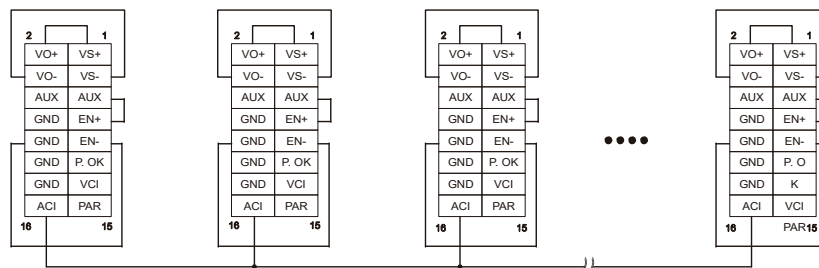 2 1 2 1 2 1 2 1
VO+ VS+ VO+ VS+ VO+ VS+ VO+ VS+
VO- VS- VO- VS- VO- VS- VO- VS-
AUX AUX AUX AUX AUX AUX AUX AUX
GND EN+ GND EN+ GND EN+ GND EN+
GND EN- GND EN- GND EN- GND EN-
GND P. OK GND P. OK GND P. OK GND P. O
GND VCI GND VCI GND VCI GND K
ACI PAR ACI PAR ACI PAR ACI VCI
16 15 16 15 16 15 16 PAR 15